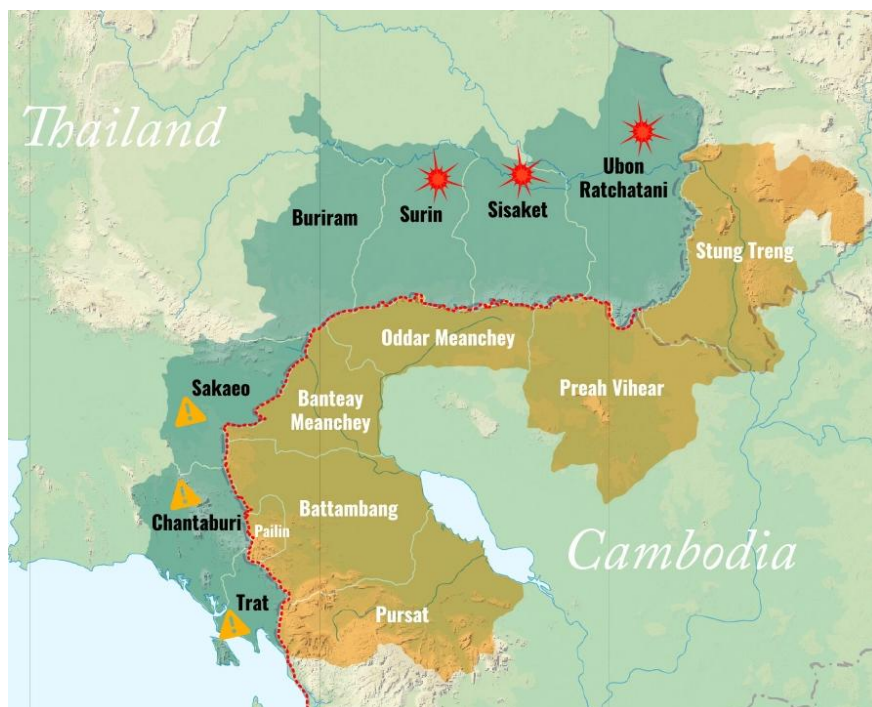 Thailand
Ubon
Ratchatani
Surin
Sisaket
Buriram
Stung Treng
Oddar Meanchey
Preah Vihear
Sakaeo
Banteay
Meanchey
Battambang
Chantaburi
Pailin
Cambodia
Trat
Pursat